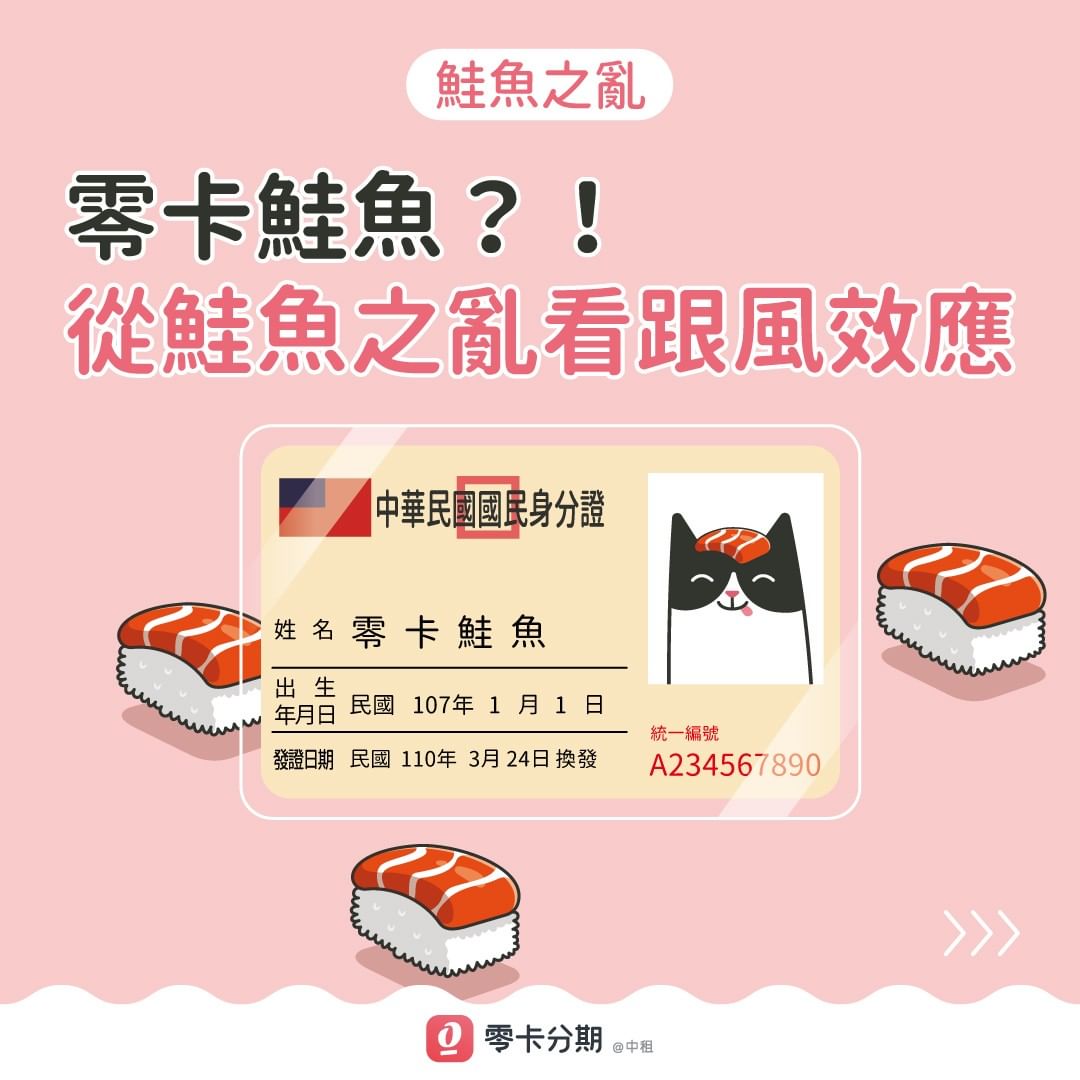 鮭魚之亂
零卡鮭魚？！
從鮭魚之亂看跟風效應
中華民國國民身分證
姓名 零卡鮭魚
出生年月日 民國 107年 1 月 1 日
發證日期 民國 110年 3月 24日 換發
統一編號
A234567890
零卡分期 @中租